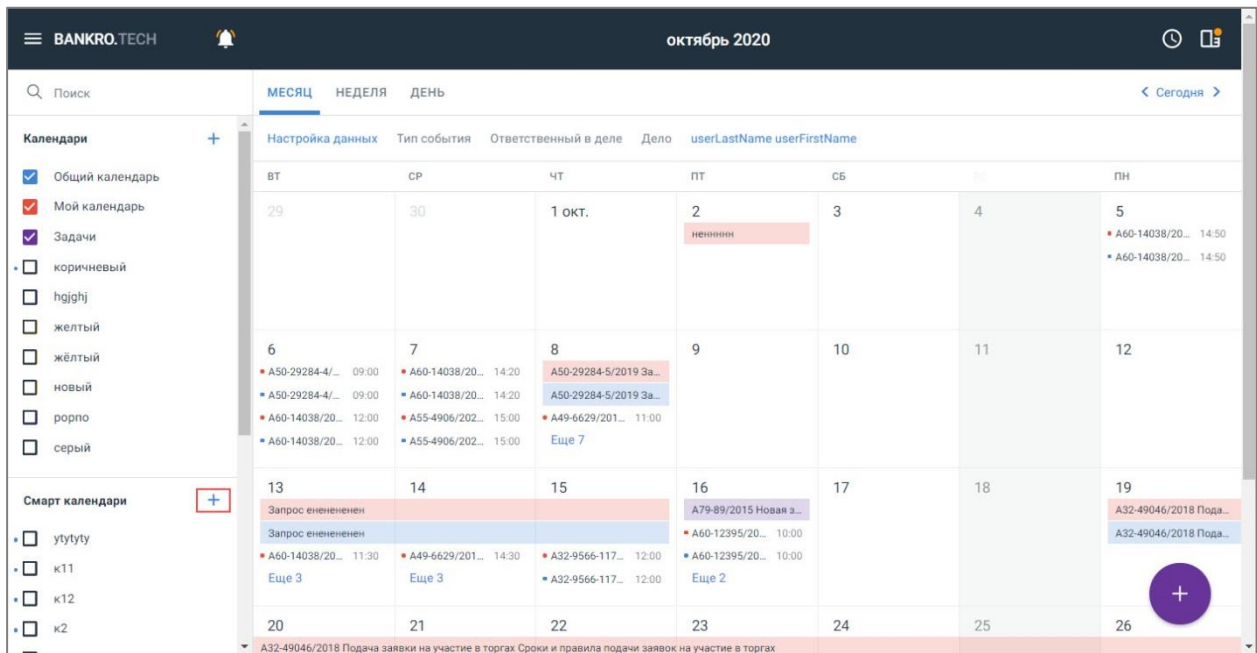 BANKRO.TECH
октябрь 2020
Поиск
МЕСЯЦ НЕДЕЛЯ ДЕНЬ
Сегодня
Календари
Настройка данных Тип события Ответственный в деле Дело userLastName userFirstName
Общий календарь
Мой календарь
Задачи
коричневый
hgjghj
желтый
жёлтый
новый
рорпо
серый
Смарт календари
ytytyty
к11
к12
к2
ВТ СР ЧТ ПТ СБ ВС ПН
29 30 1 окт. 2 3 4 5
неннннн
А60-14038/20... 14:50
А60-14038/20... 14:50
6 7 8 9 10 11 12
А50-29284-4/... 09:00 А60-14038/20... 14:20 А50-29284-5/2019 За...
А50-29284-4/... 09:00 А60-14038/20... 14:20 А50-29284-5/2019 За...
А60-14038/20... 12:00 А55-4906/202... 15:00 А49-6629/201... 11:00
А60-14038/20... 12:00 А55-4906/202... 15:00 Еще 7
13 14 15 16 17 18 19
Запрос ененененен А79-89/2015 Новая з... А32-49046/2018 Пода...
Запрос ененененен А60-12395/20... 10:00 А32-49046/2018 Пода...
А60-14038/20... 11:30 А49-6629/201... 14:30 А32-9566-117... 12:00 А60-12395/20... 10:00
Еще 3 Еще 3 А32-9566-117... 12:00 Еще 2
20 21 22 23 24 25 26
А32-49046/2018 Подача заявки на участие в торгах Сроки и правила подачи заявок на участие в торгах